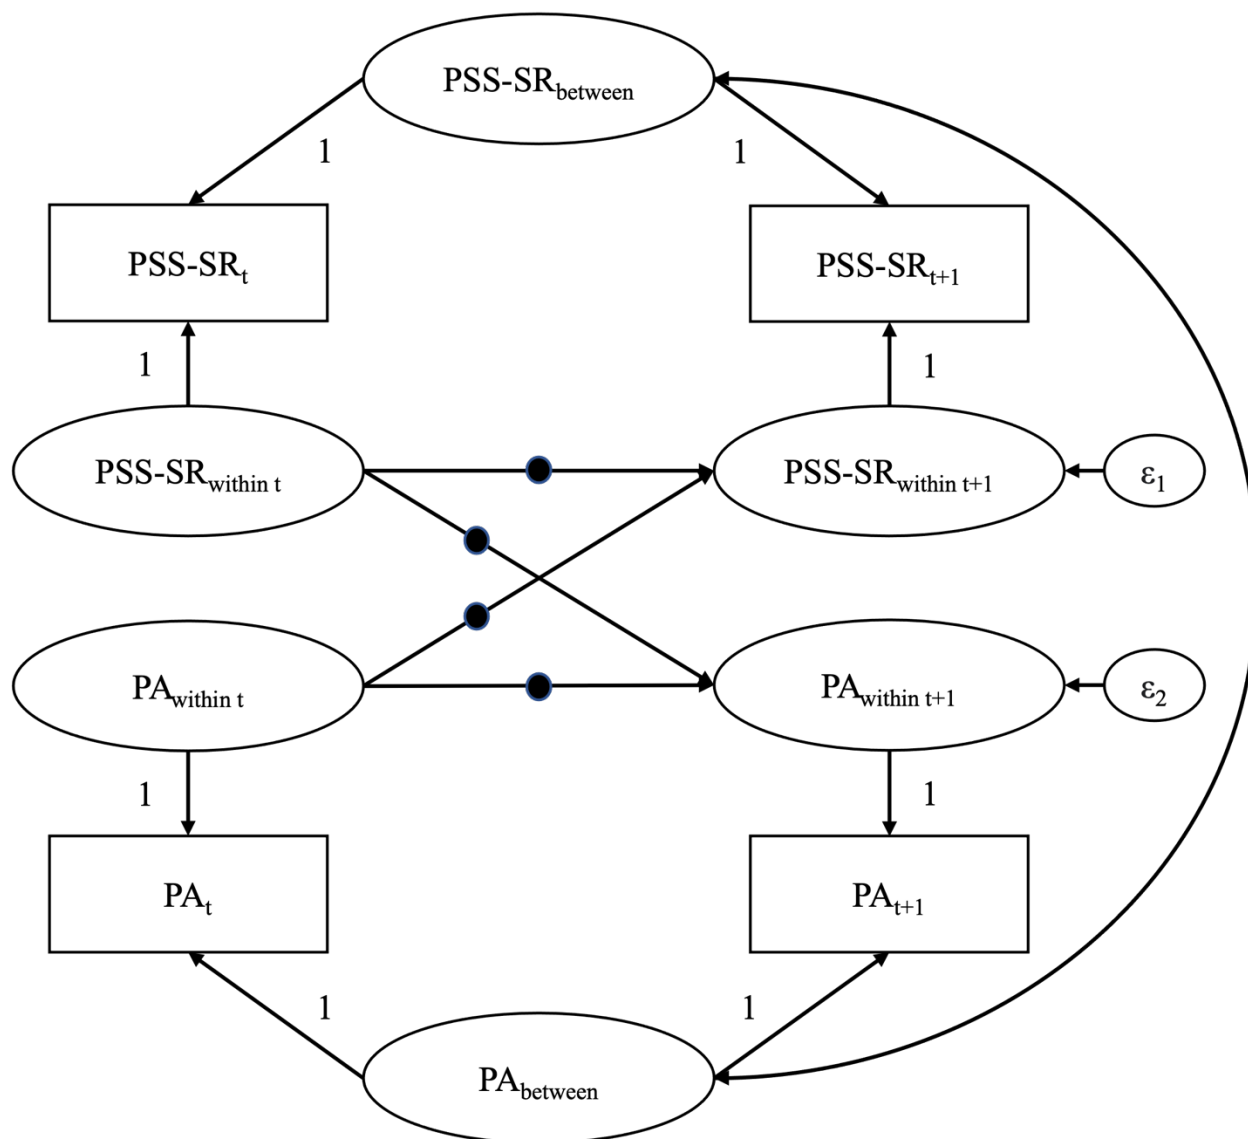 PSS-SRbetween
1
1
PSS-SRt
PSS-SRt+1
1
1
PSS-SRwithin t
PSS-SRwithin t+1
ε1
PAwithin t
PAwithin t+1
ε2
1
1
PAt
PAt+1
1
1
PAbetween